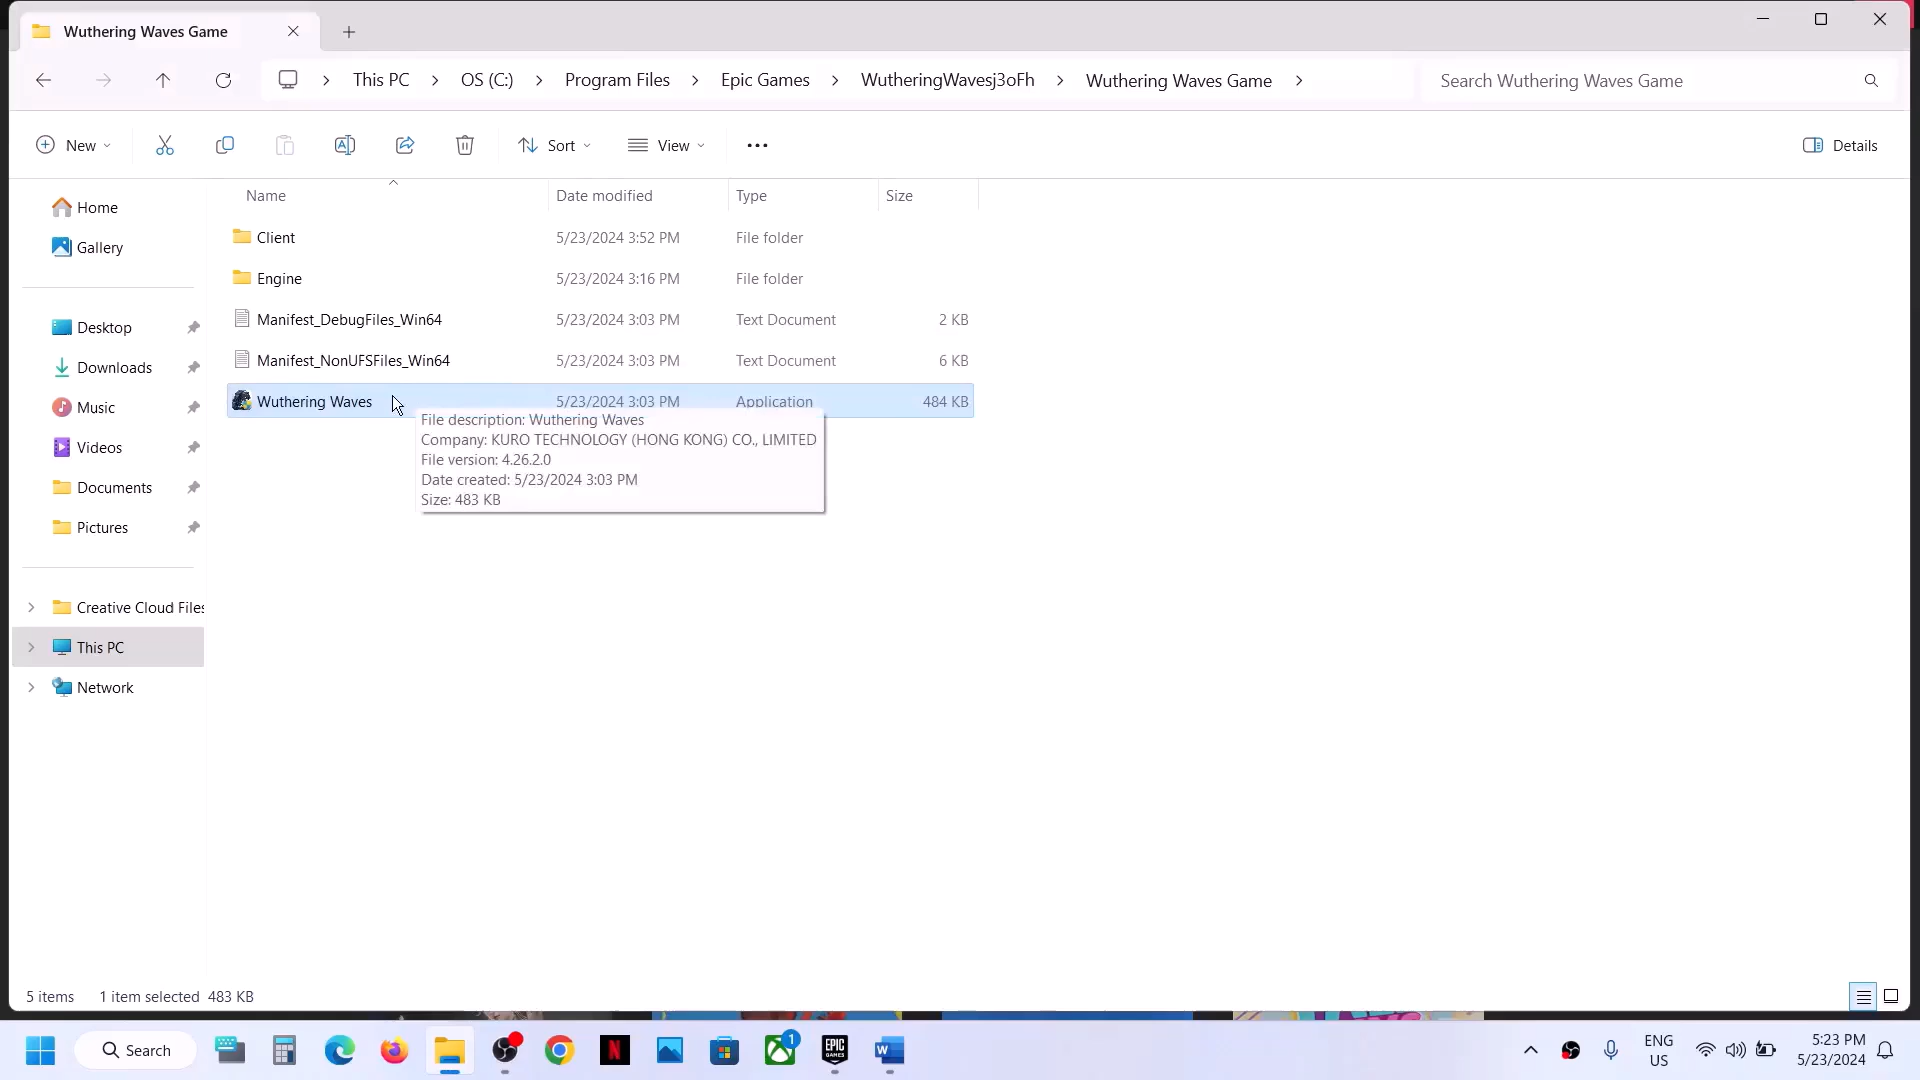 Wuthering Waves Game
This PC > OS (C:) > Program Files > Epic Games > WutheringWavesj3oFh > Wuthering Waves Game >
Search Wuthering Waves Game
New
Sort
View
Details
Name Date modified Type Size
Client 5/23/2024 3:52 PM File folder
Engine 5/23/2024 3:16 PM File folder
Manifest_DebugFiles_Win64 5/23/2024 3:03 PM Text Document 2 KB
Manifest_NonUFSFiles_Win64 5/23/2024 3:03 PM Text Document 6 KB
Wuthering Waves 5/23/2024 3:03 PM Application 484 KB
File description: Wuthering Waves
Company: KURO TECHNOLOGY (HONG KONG) CO., LIMITED
File version: 4.26.2.0
Date created: 5/23/2024 3:03 PM
Size: 483 KB
Home
Gallery
Desktop
Downloads
Music
Videos
Documents
Pictures
Creative Cloud Files
This PC
Network
5 items 1 item selected 483 KB
Search
N
1
EPIC
GAMES
W
ENG
US
5:23 PM
5/23/2024